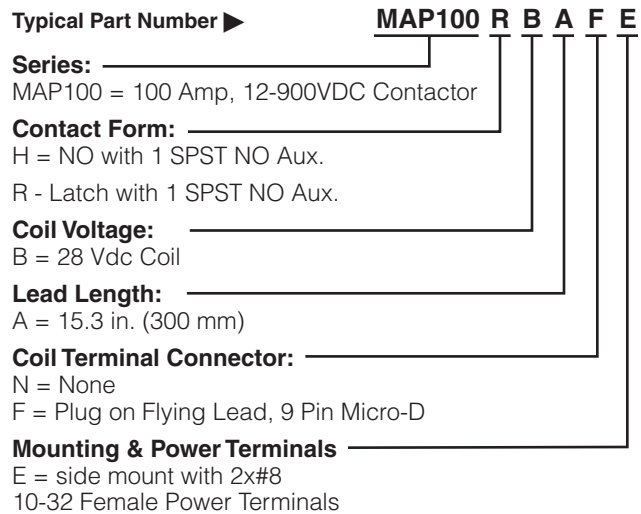 Typical Part Number ▶ MAP100 R B A F E
Series:
MAP100 = 100 Amp, 12-900VDC Contactor
Contact Form:
H = NO with 1 SPST NO Aux.
R - Latch with 1 SPST NO Aux.
Coil Voltage:
B = 28 Vdc Coil
Lead Length:
A = 15.3 in. (300 mm)
Coil Terminal Connector:
N = None
F = Plug on Flying Lead, 9 Pin Micro-D
Mounting & Power Terminals
E = side mount with 2x#8
10-32 Female Power Terminals